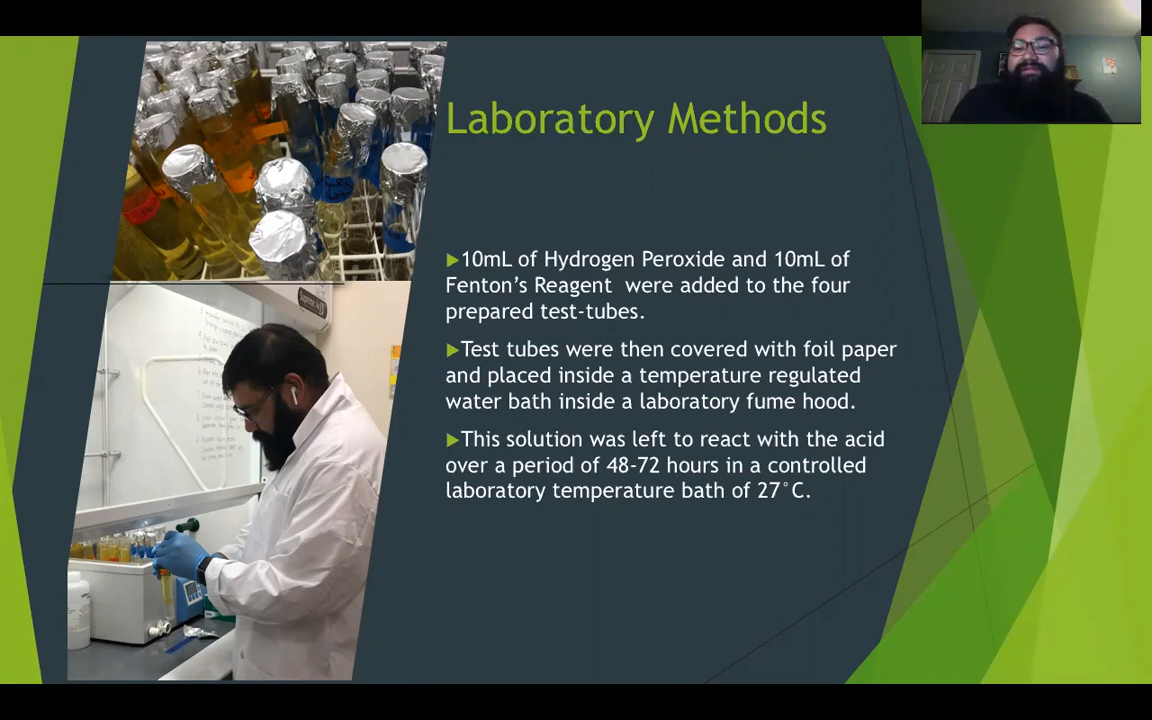 Laboratory Methods
10mL of Hydrogen Peroxide and 10mL of
Fenton's Reagent were added to the four
prepared test-tubes.
Test tubes were then covered with foil paper
and placed inside a temperature regulated
water bath inside a laboratory fume hood.
This solution was left to react with the acid
over a period of 48-72 hours in a controlled
laboratory temperature bath of 27°C.